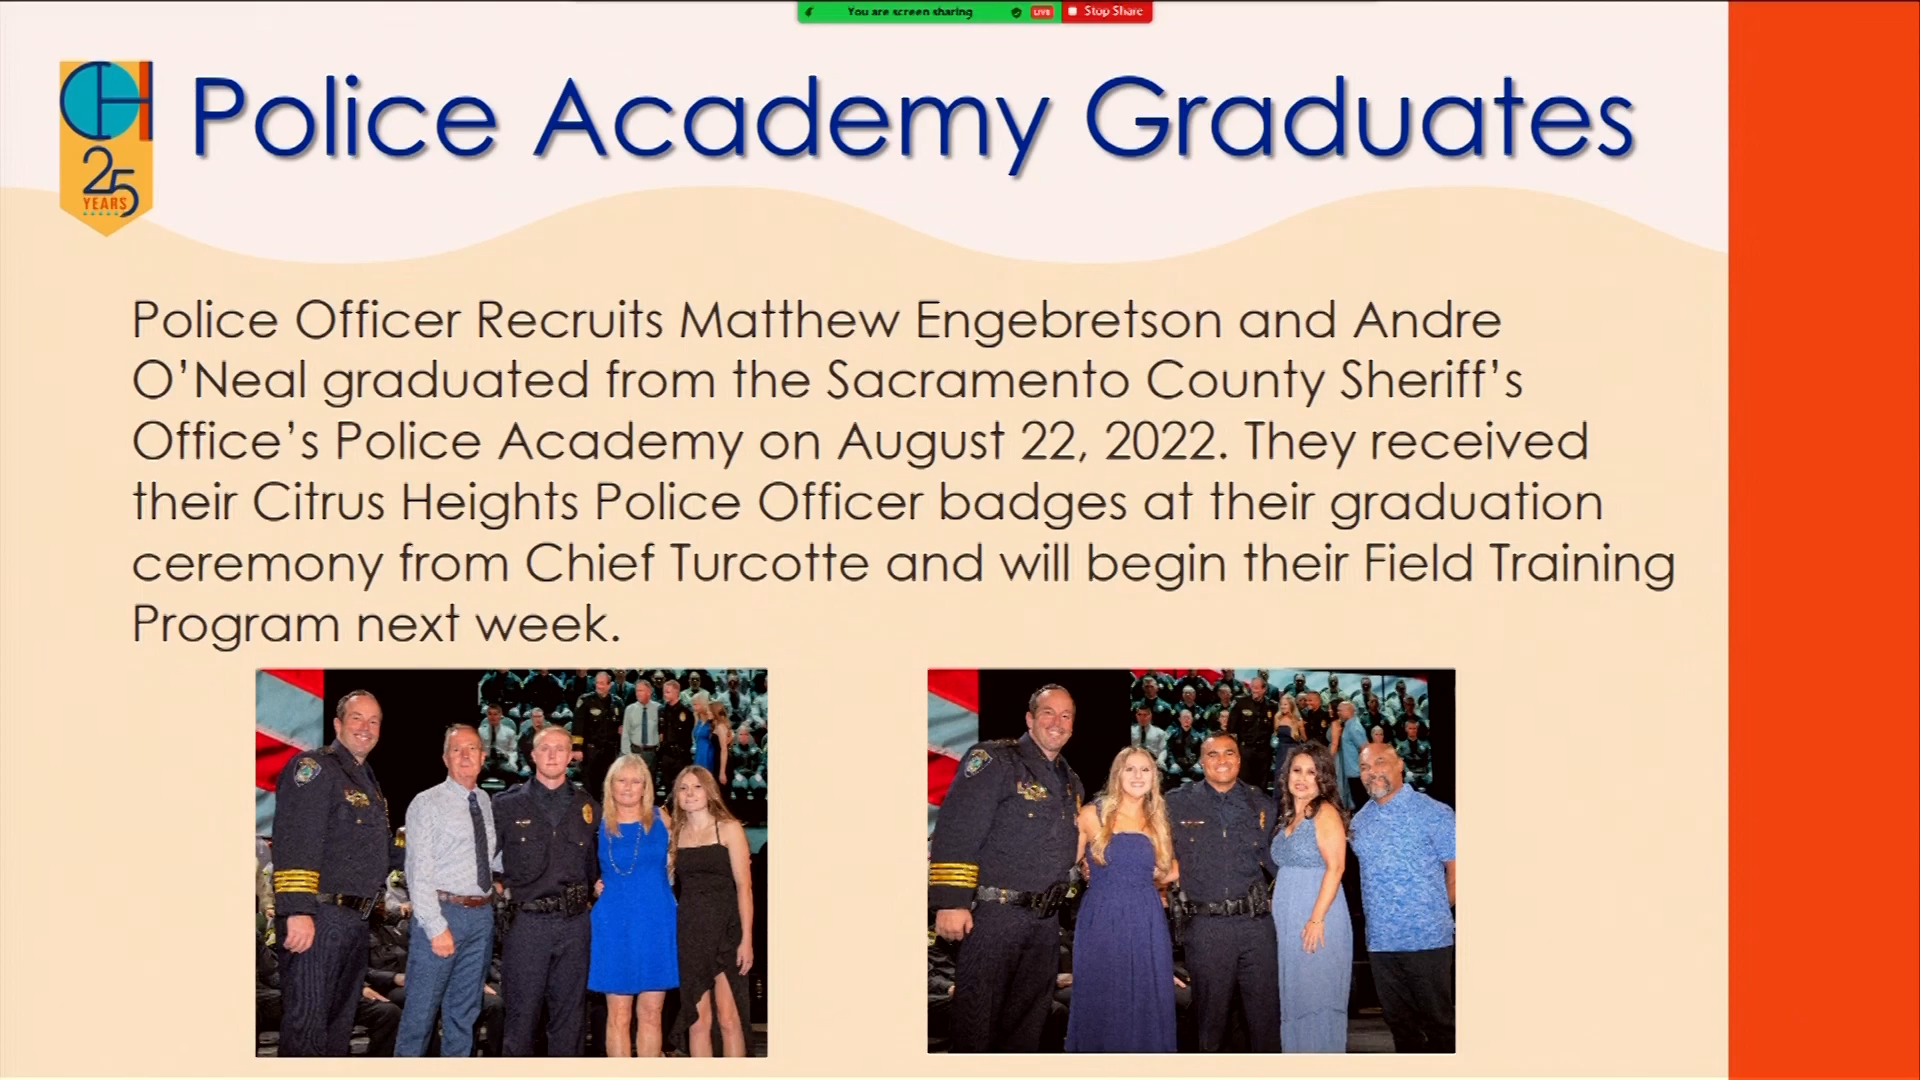 You are screen sharing LIVE Stop Share
Police Academy Graduates
CH
25
YEARS
Police Officer Recruits Matthew Engebretson and Andre
O’Neal graduated from the Sacramento County Sheriff’s
Office’s Police Academy on August 22, 2022. They received
their Citrus Heights Police Officer badges at their graduation
ceremony from Chief Turcotte and will begin their Field Training
Program next week.